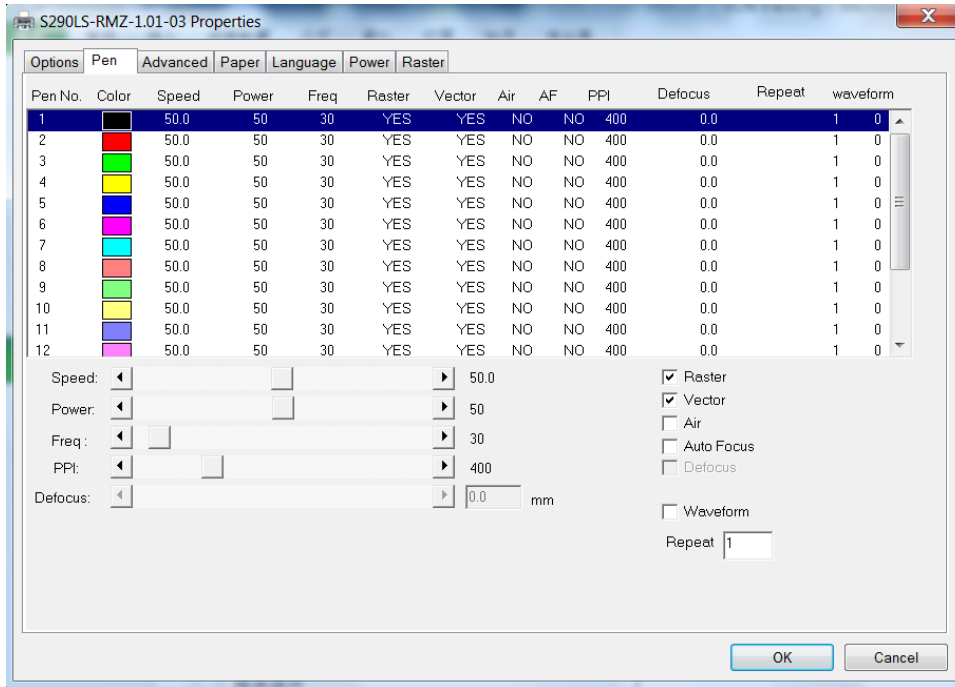 S290LS-RMZ-1.01-03 Properties
Options Pen Advanced Paper Language Power Raster
Pen No. Color Speed Power Freq Raster Vector Air AF PPI Defocus Repeat waveform
1 50.0 50 30 YES YES NO NO 400 0.0 1 0
2 50.0 50 30 YES YES NO NO 400 0.0 1 0
3 50.0 50 30 YES YES NO NO 400 0.0 1 0
4 50.0 50 30 YES YES NO NO 400 0.0 1 0
5 50.0 50 30 YES YES NO NO 400 0.0 1 0
6 50.0 50 30 YES YES NO NO 400 0.0 1 0
7 50.0 50 30 YES YES NO NO 400 0.0 1 0
8 50.0 50 30 YES YES NO NO 400 0.0 1 0
9 50.0 50 30 YES YES NO NO 400 0.0 1 0
10 50.0 50 30 YES YES NO NO 400 0.0 1 0
11 50.0 50 30 YES YES NO NO 400 0.0 1 0
12 50.0 50 30 YES YES NO NO 400 0.0 1 0
Speed: 50.0
Power: 50
Freq : 30
PPI: 400
Defocus: 0.0 mm
Raster
Vector
Air
Auto Focus
Defocus
Waveform
Repeat 1
OK Cancel